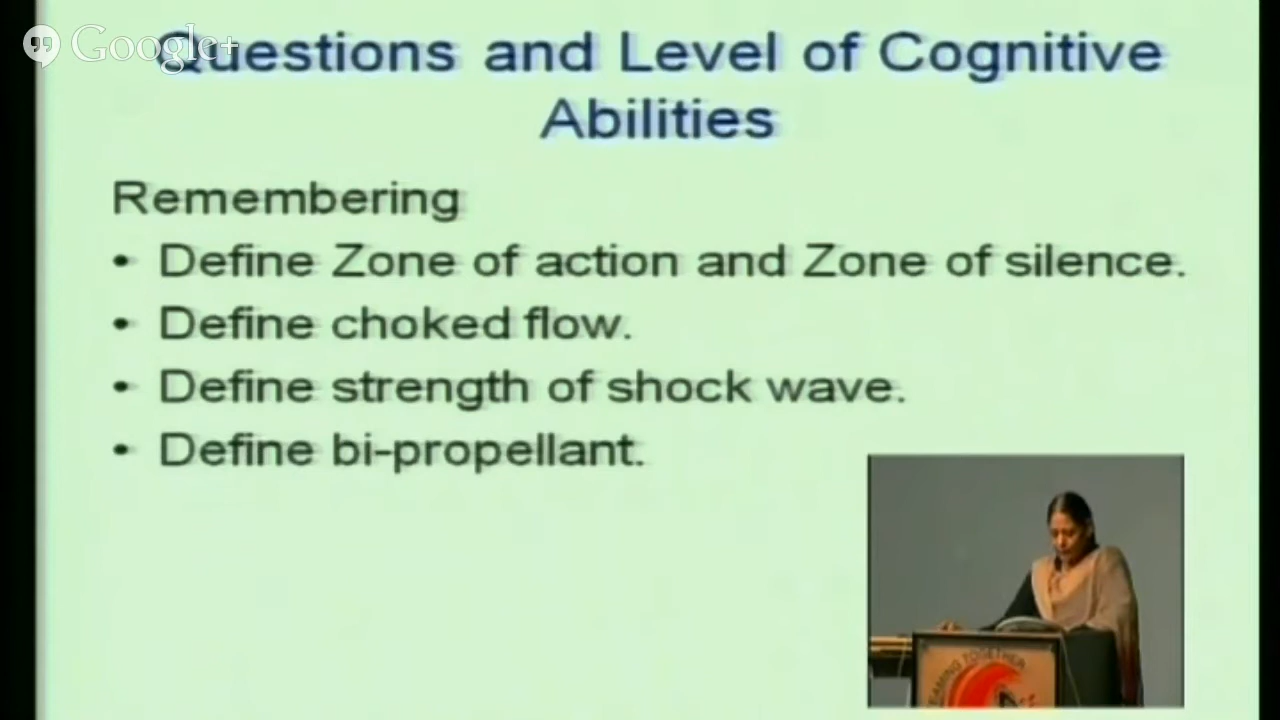 Google+
Questions and Level of Cognitive
Abilities
Remembering
• Define Zone of action and Zone of silence.
• Define choked flow.
• Define strength of shock wave.
• Define bi-propellant.
TOGETHER